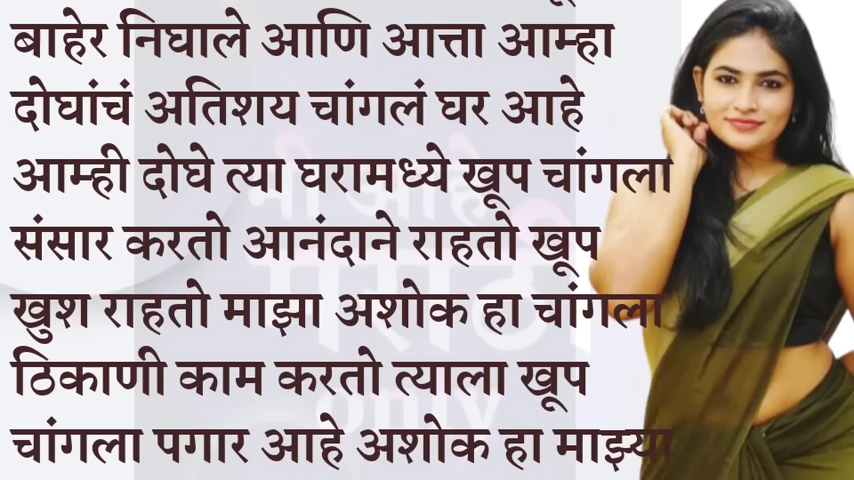 बाहेर निघाले आणि आत्ता आम्हा
दोघांचं अतिशय चांगलं घर आहे
आम्ही दोघे त्या घरामध्ये खूप चांगला
संसार करतो आनंदाने राहतो खूप
खुश राहतो माझा अशोक हा चांगला
ठिकाणी काम करतो त्याला खूप
चांगला पगार आहे अशोक हा माझ्या